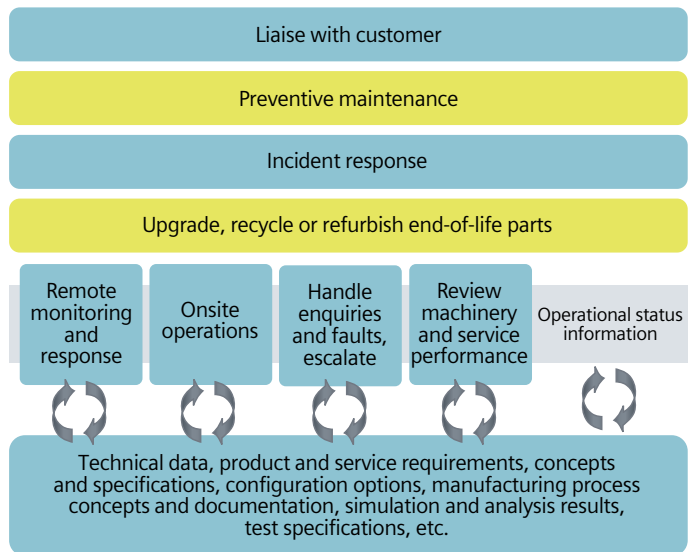 Liaise with customer
Preventive maintenance
Incident response
Upgrade, recycle or refurbish end-of-life parts
Remote
monitoring
and
response
Onsite
operations
Handle
enquiries
and faults,
escalate
Review
machinery
and service
performance
Operational status
information
Technical data, product and service requirements, concepts
and specifications, configuration options, manufacturing process
concepts and documentation, simulation and analysis results,
test specifications, etc.